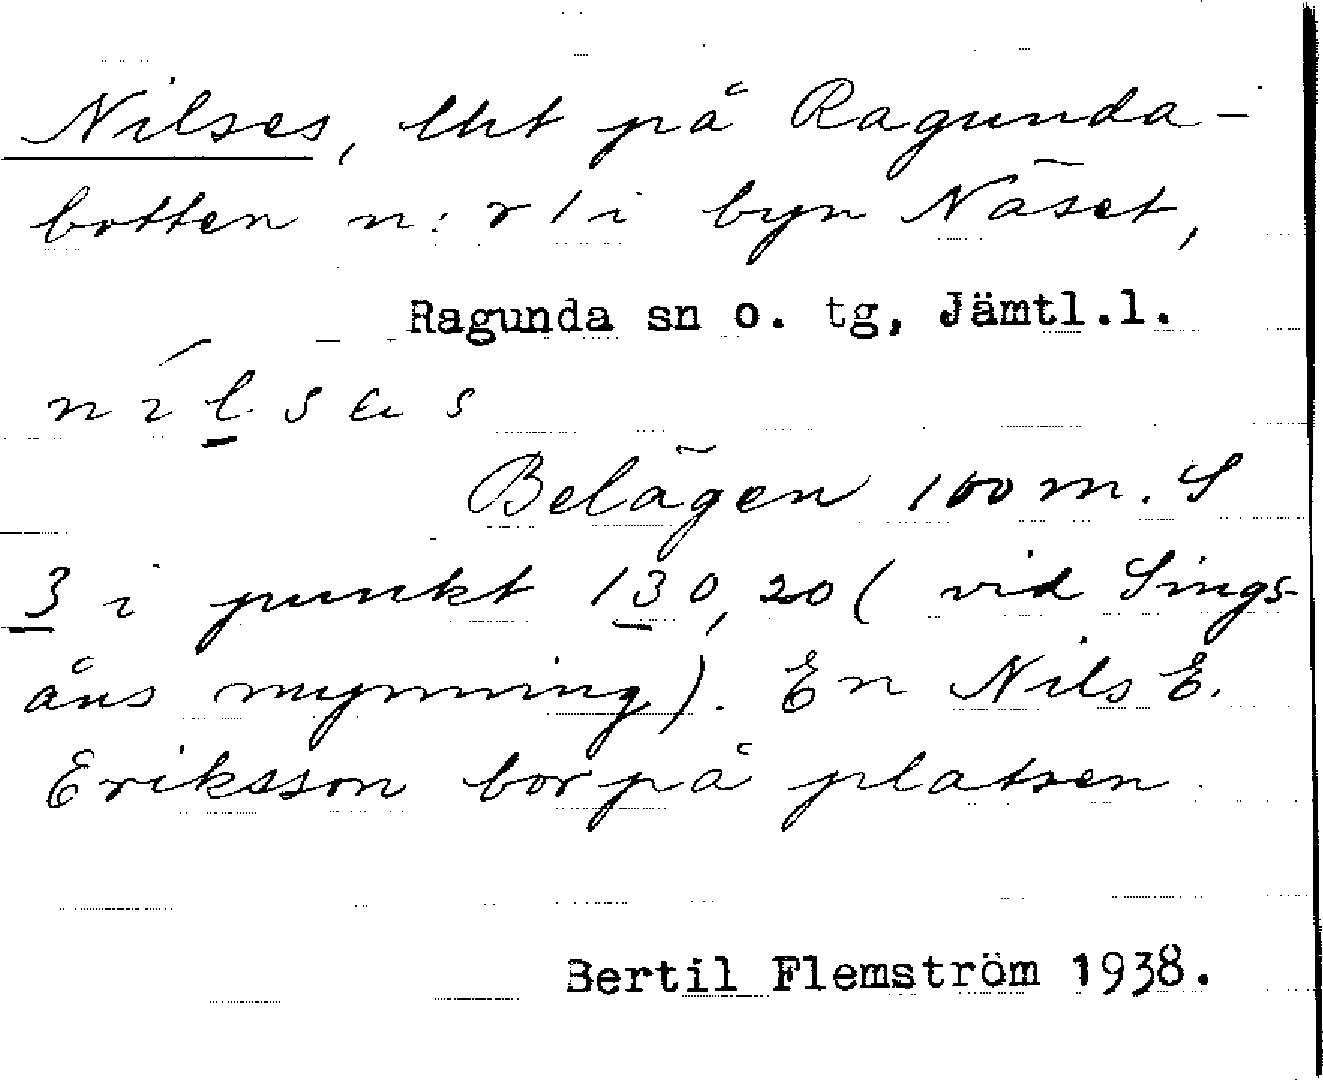 Nilses, lht på Ragunda-
botten n:r 1 i byn Näset,
Ragunda sn o. tg, Jämtl.l.
Belägen 100 m. S
3 i punkt 130,20 ( vid Sings-
åns mynning). En Nils E.
Eriksson bor på platsen.
Bertil Flemström 1938.